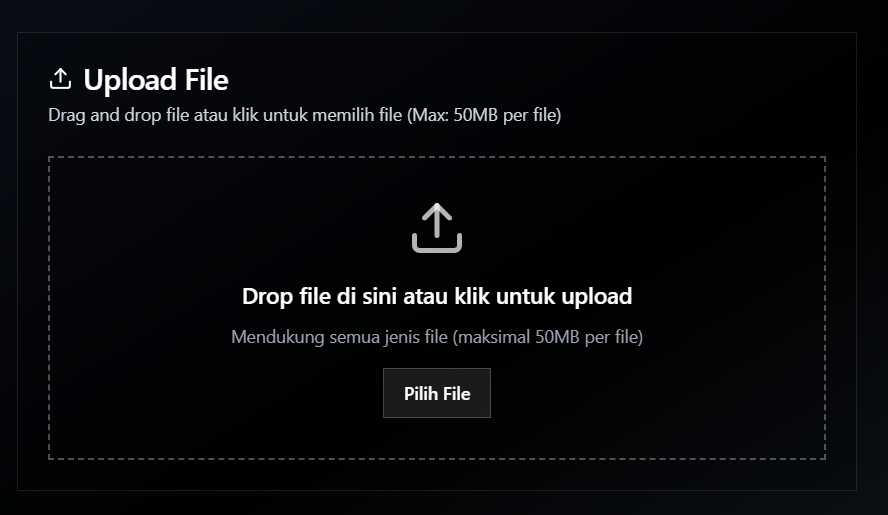 Upload File
Drag and drop file atau klik untuk memilih file (Max: 50MB per file)
Drop file di sini atau klik untuk upload
Mendukung semua jenis file (maksimal 50MB per file)
Pilih File